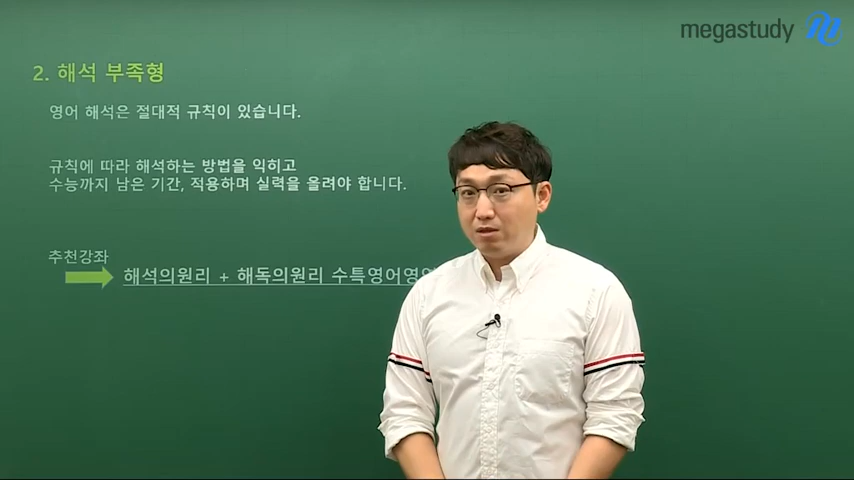 megastudy
2. 해석 부족형
영어 해석은 절대적 규칙이 있습니다.
규칙에 따라 해석하는 방법을 익히고
수능까지 남은 기간, 적용하며 실력을 올려야 합니다.
추천강좌
해석의원리 + 해독의원리 수특영어영